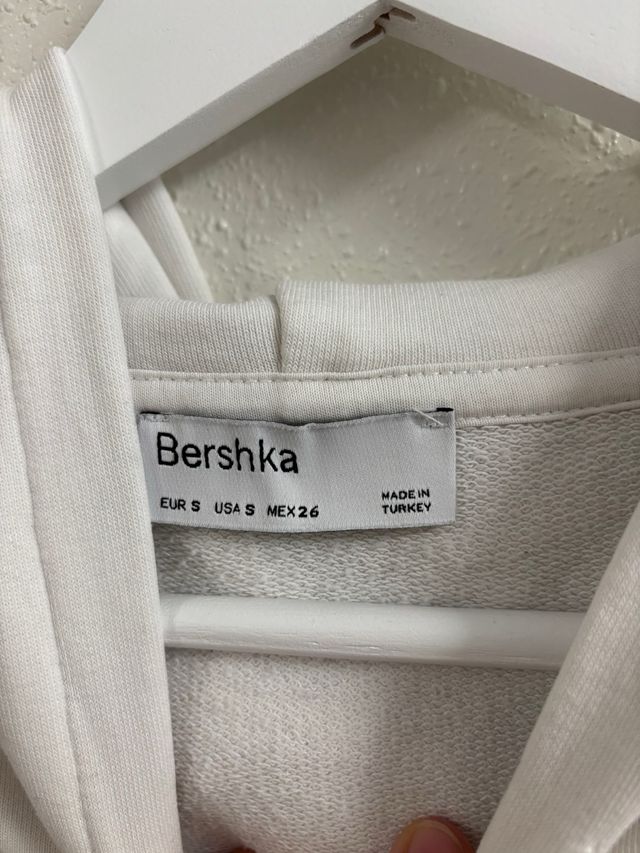 Bershka
EUR S USA S MEX 26
MADE IN
TURKEY